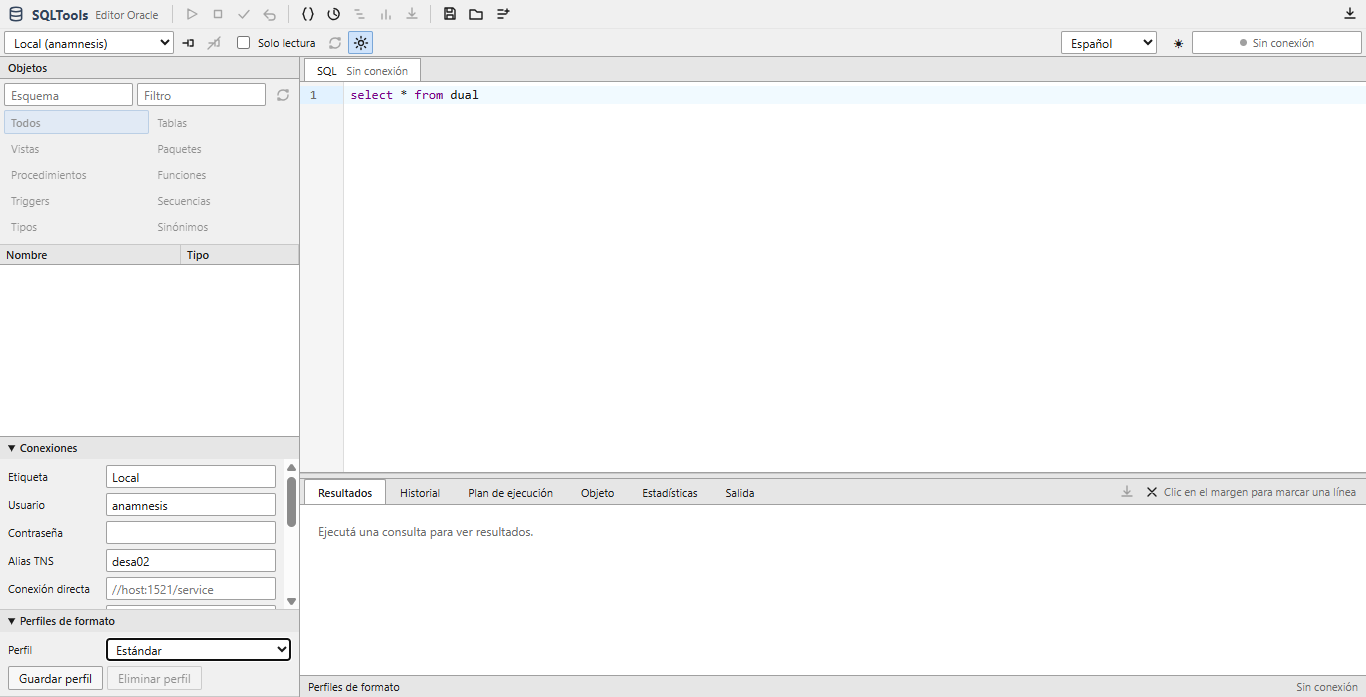 SQLTools Editor Oracle
Local (anamnesis) Solo lectura Español Sin conexión
Objetos
SQL Sin conexión
Esquema Filtro
1 select * from dual
Todos Tablas
Vistas Paquetes
Procedimientos Funciones
Triggers Secuencias
Tipos Sinónimos
Nombre Tipo
Conexiones
Etiqueta Local
Usuario anamnesis
Contraseña
Alias TNS desa02
Conexión directa //host:1521/service
Perfiles de formato
Perfil Estándar
Guardar perfil Eliminar perfil
Resultados Historial Plan de ejecución Objeto Estadísticas Salida Clic en el margen para marcar una línea
Ejecutá una consulta para ver resultados.
Perfiles de formato Sin conexión